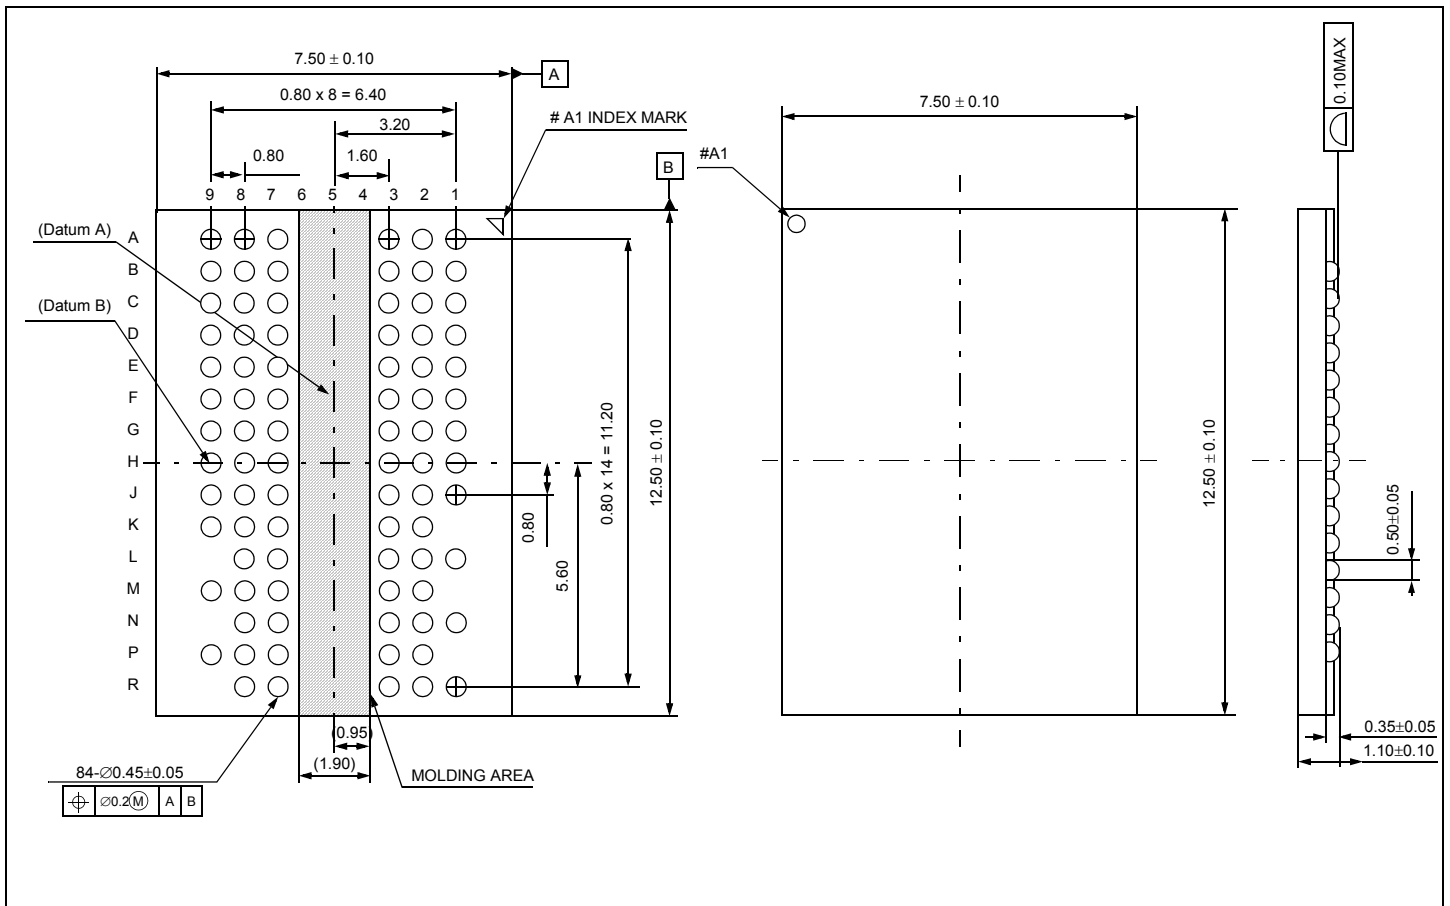 7.50 ± 0.10
A
0.80 x 8 = 6.40
3.20
# A1 INDEX MARK
0.80
1.60
B
9 8 7 6 5 4 3 2 1
(Datum A)
A
B
C
(Datum B)
D
E
F
G
H
J
K
L
M
N
P
R
0.80
5.60
0.80 x 14 = 11.20
12.50 ± 0.10
(0.95)
(1.90)
MOLDING AREA
84-∅0.45±0.05
∅0.2Ⓜ A B
7.50 ± 0.10
#A1
12.50 ± 0.10
0.10MAX
0.50±0.05
0.35±0.05
1.10±0.10